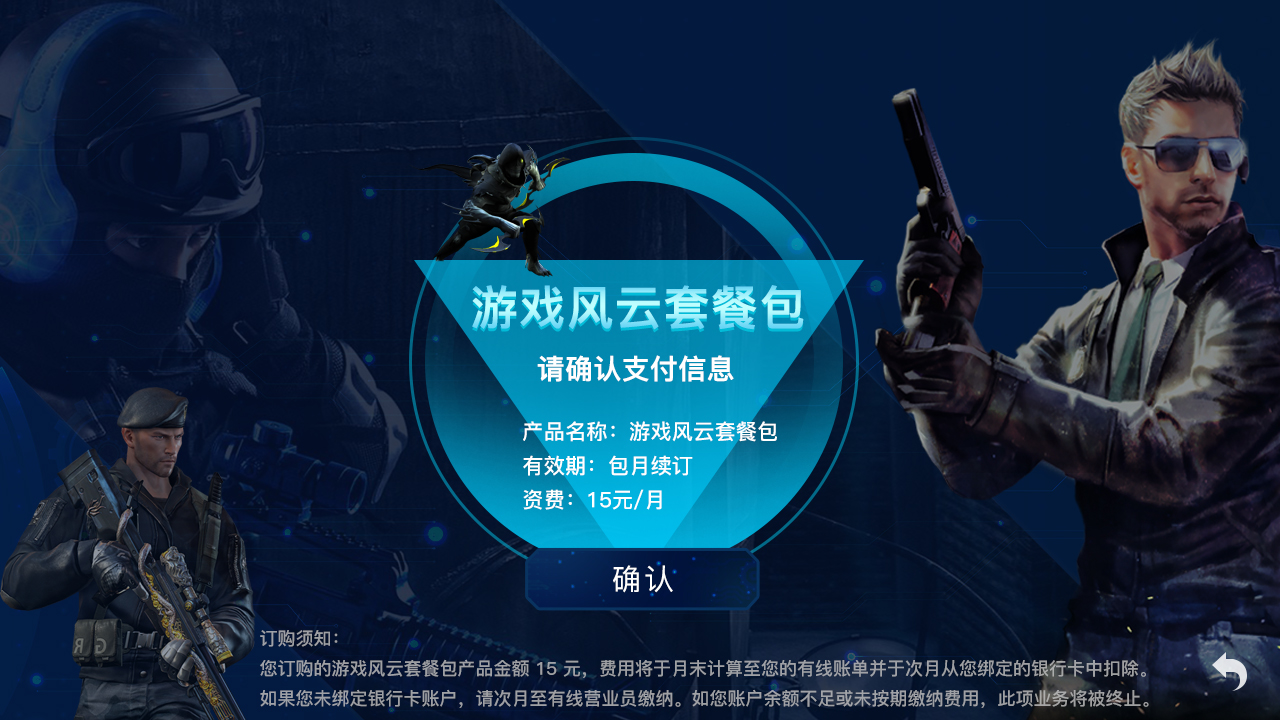 游戏风云套餐包
请确认支付信息
产品名称：游戏风云套餐包
有效期：包月续订
资费：15元/月
确认
订购须知：
您订购的游戏风云套餐包产品金额 15 元，费用将于月末计算至您的有线账单并于次月从您绑定的银行卡中扣除。
如果您未绑定银行卡账户，请次月至有线营业员缴纳。如您账户余额不足或未按期缴纳费用，此项业务将被终止。